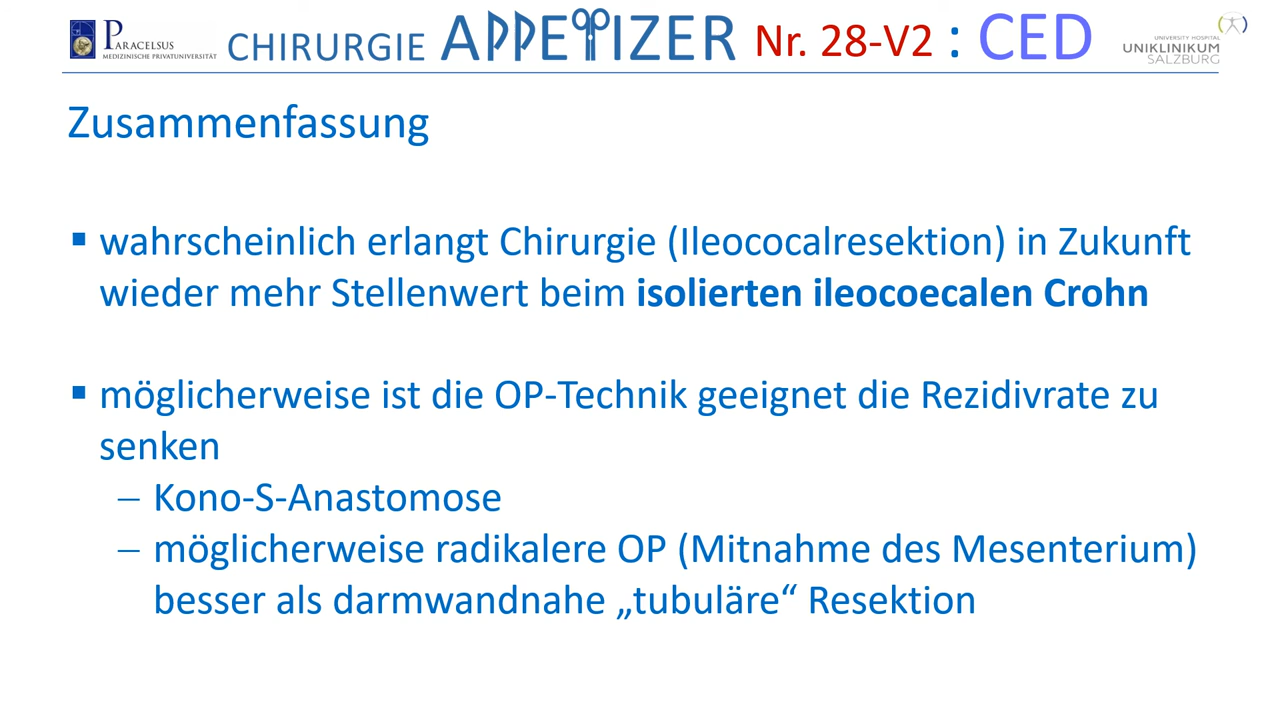 PARACELSUS
MEDIZINISCHE PRIVATUNIVERSITÄT
CHIRURGIE APPETIZER Nr. 28-V2 : CED
UNIVERSITY HOSPITAL
UNIKLINIKUM
SALZBURG
Zusammenfassung
▪ wahrscheinlich erlangt Chirurgie (Ileococalresektion) in Zukunft
wieder mehr Stellenwert beim isolierten ileocoecalen Crohn
▪ möglicherweise ist die OP-Technik geeignet die Rezidivrate zu
senken
– Kono-S-Anastomose
– möglicherweise radikalere OP (Mitnahme des Mesenterium)
besser als darmwandnahe „tubuläre“ Resektion